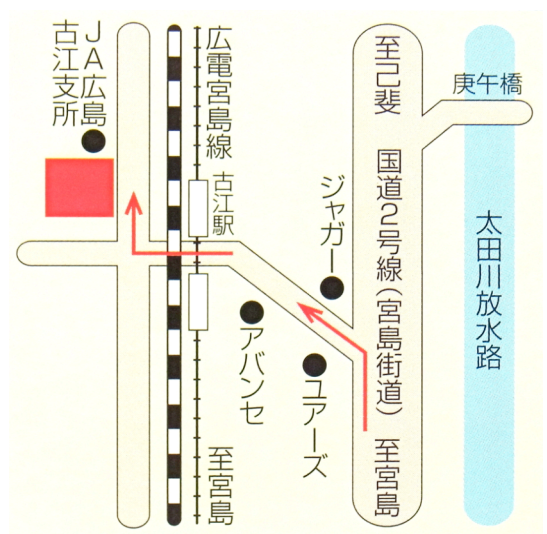 庚午橋
太田川放水路
至己斐
国道2号線(宮島街道)
至宮島
ジャガー
ユアーズ
アバンセ
広電宮島線
古江駅
至宮島
JA広島
古江支所